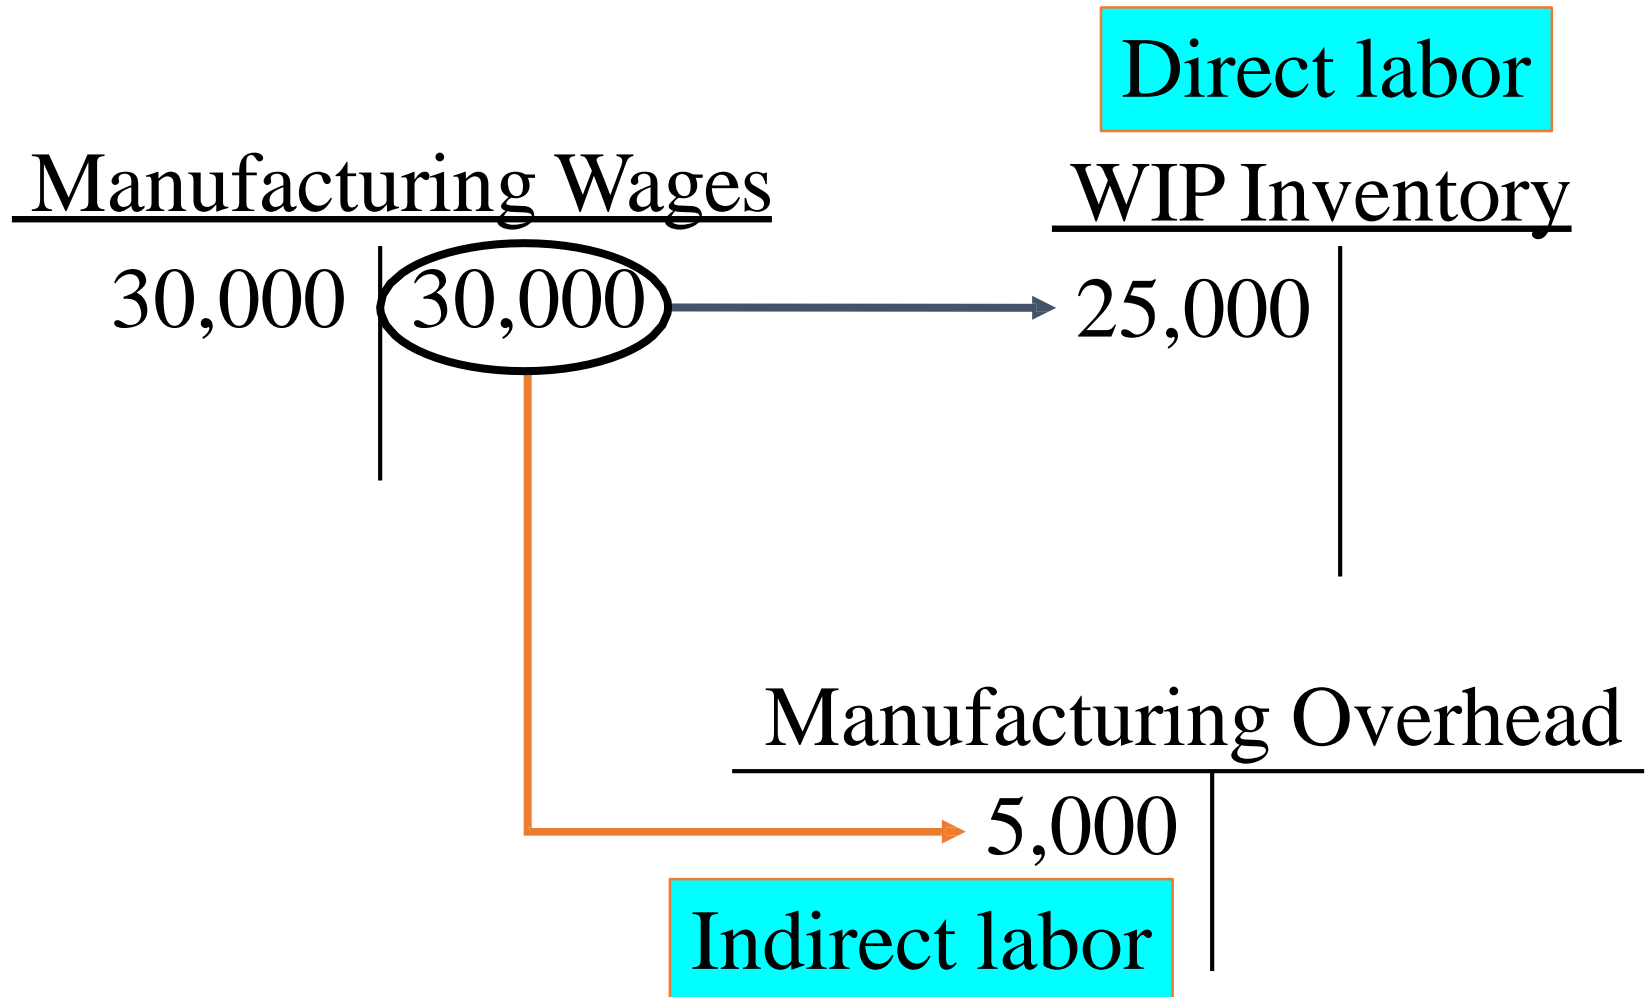 Direct labor
Manufacturing Wages
WIP Inventory
30,000 30,000
25,000
Manufacturing Overhead
5,000
Indirect labor